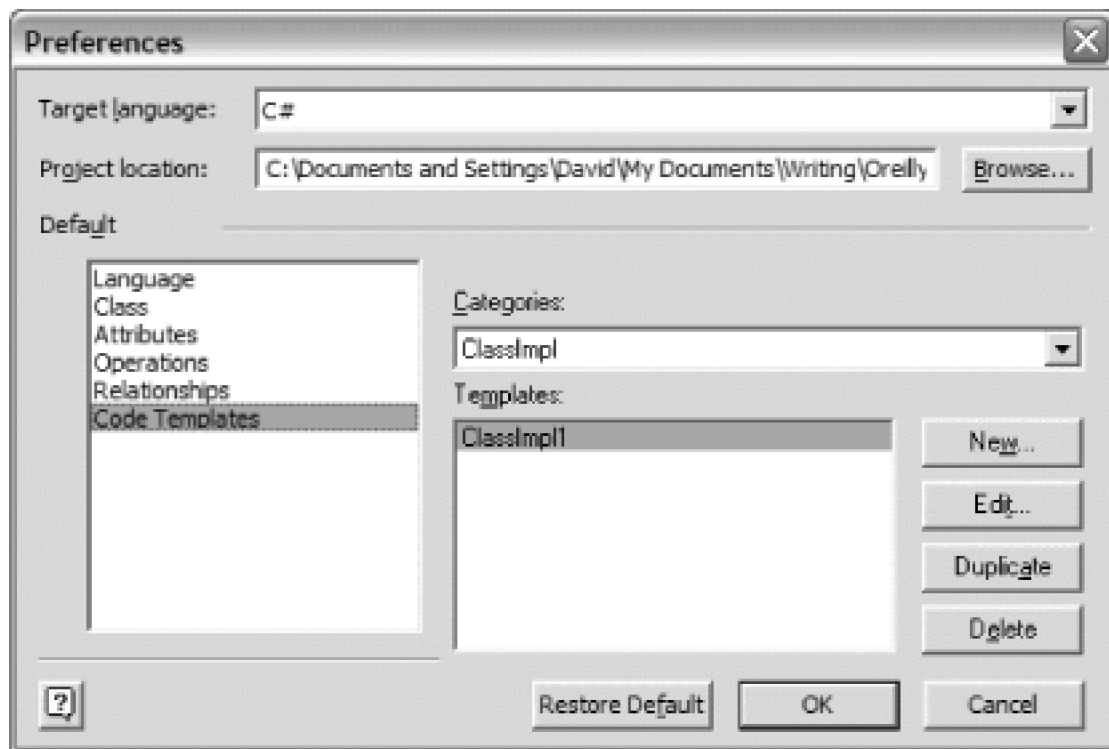 Preferences
Target language:
C#
Project location:
C:\Documents and Settings\David\My Documents\Writing\Oreilly
Browse...
Default
Language
Class
Attributes
Operations
Relationships
Code Templates
Categories:
ClassImpl
Templates:
ClassImpl1
New...
Edit...
Duplicate
Delete
?
Restore Default
OK
Cancel